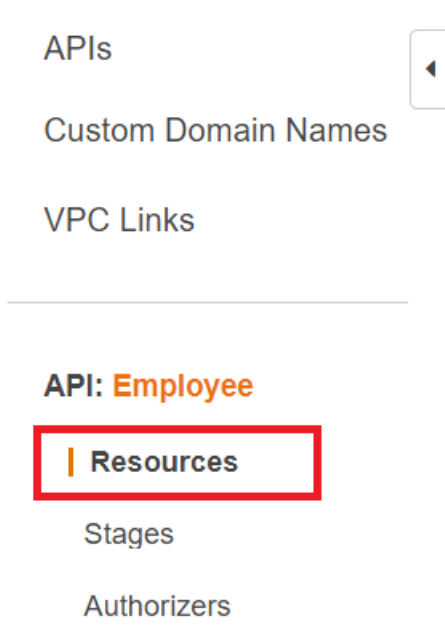 APIs
Custom Domain Names
VPC Links
API: Employee
Resources
Stages
Authorizers